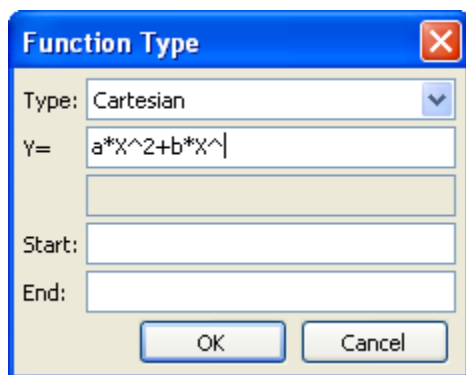 Function Type
Type: Cartesian
Y= a*X^2+b*X^
Start:
End:
OK Cancel